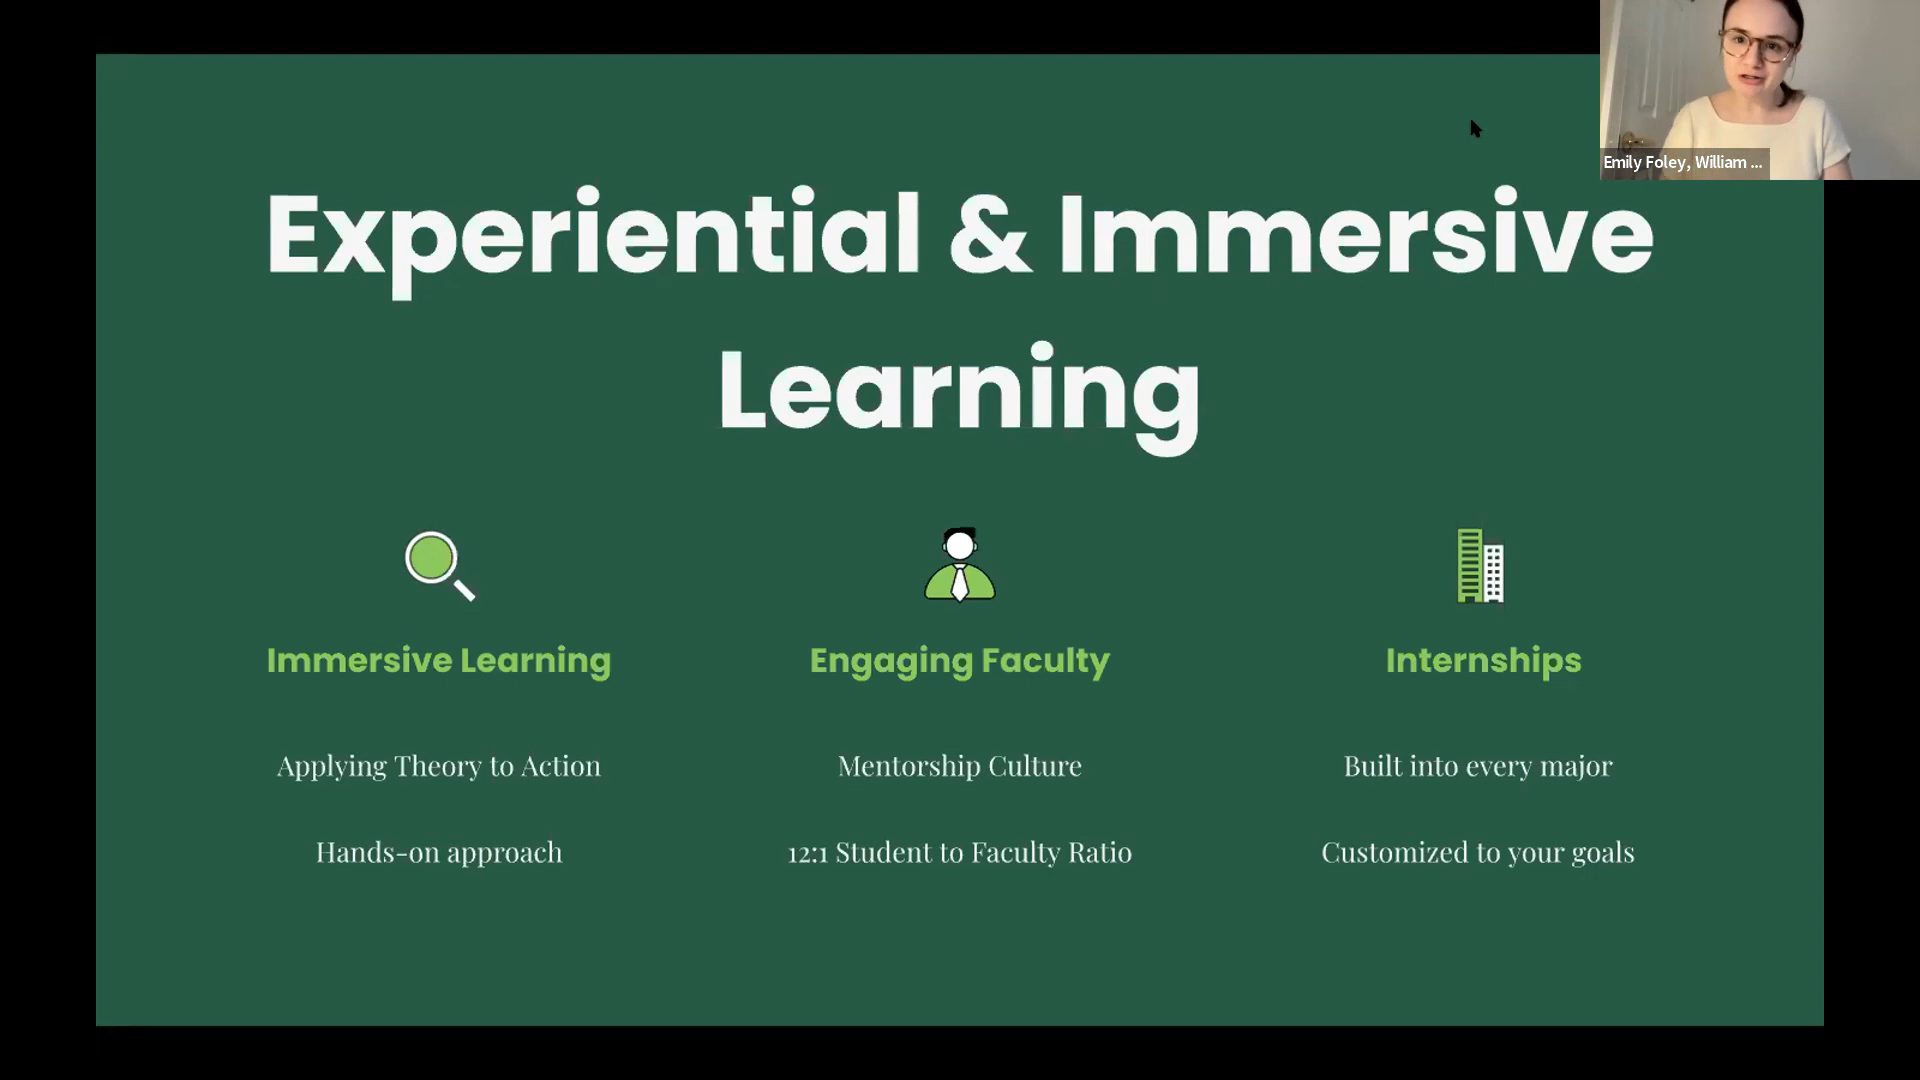 Emily Foley, William ...
Experiential & Immersive
Learning
Immersive Learning
Applying Theory to Action
Hands-on approach
Engaging Faculty
Mentorship Culture
12:1 Student to Faculty Ratio
Internships
Built into every major
Customized to your goals